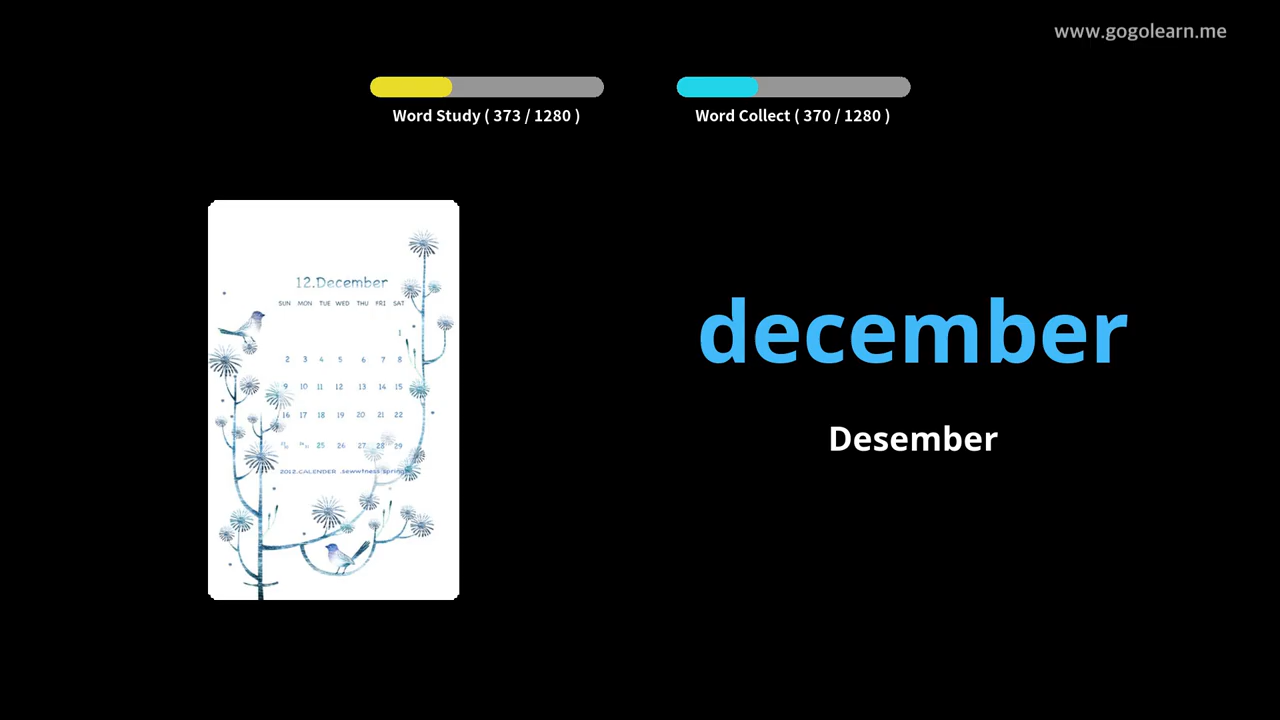 www.gogolearn.me
Word Study ( 373 / 1280 )
Word Collect ( 370 / 1280 )
12.December
SUN MON TUE WED THU FRI SAT
1
2 3 4 5 6 7 8
9 10 11 12 13 14 15
16 17 18 19 20 21 22
25 26 27 28 29
2012.CALENDER .sewwtness spring
december
Desember